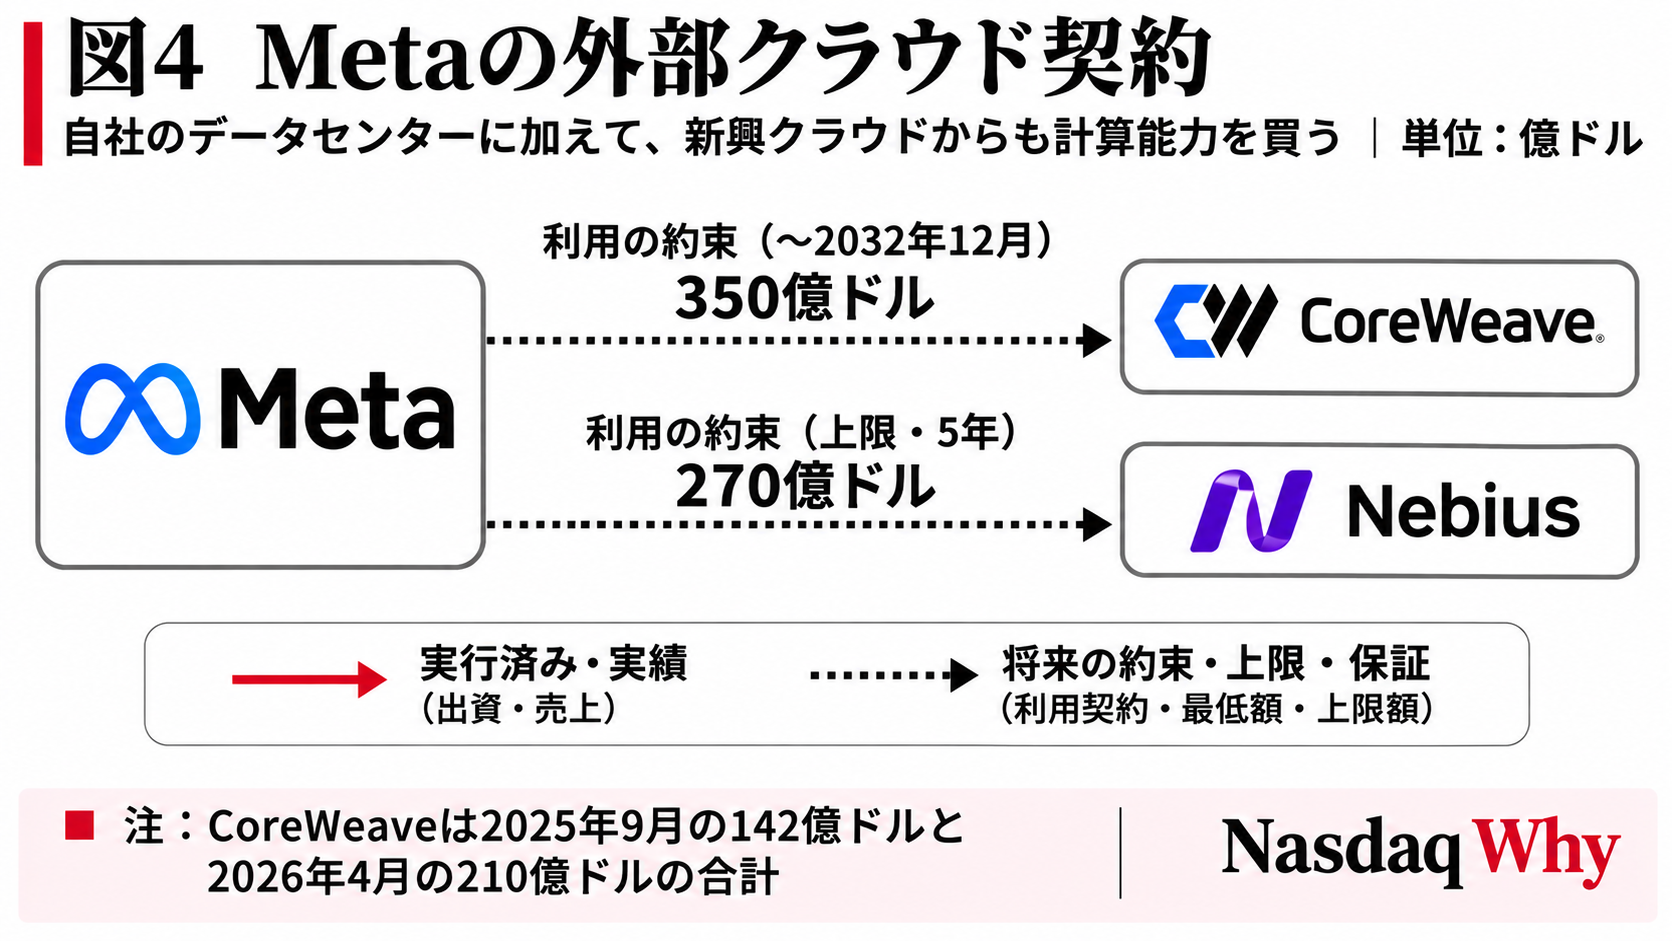 図4 Metaの外部クラウド契約
自社のデータセンターに加えて、新興クラウドからも計算能力を買う｜単位：億ドル
利用の約束（～2032年12月）
350億ドル
CoreWeave®
Meta
利用の約束（上限・5年）
270億ドル
Nebius
実行済み・実績
（出資・売上）
将来の約束・上限・保証
（利用契約・最低額・上限額）
注：CoreWeaveは2025年9月の142億ドルと
2026年4月の210億ドルの合計
Nasdaq Why